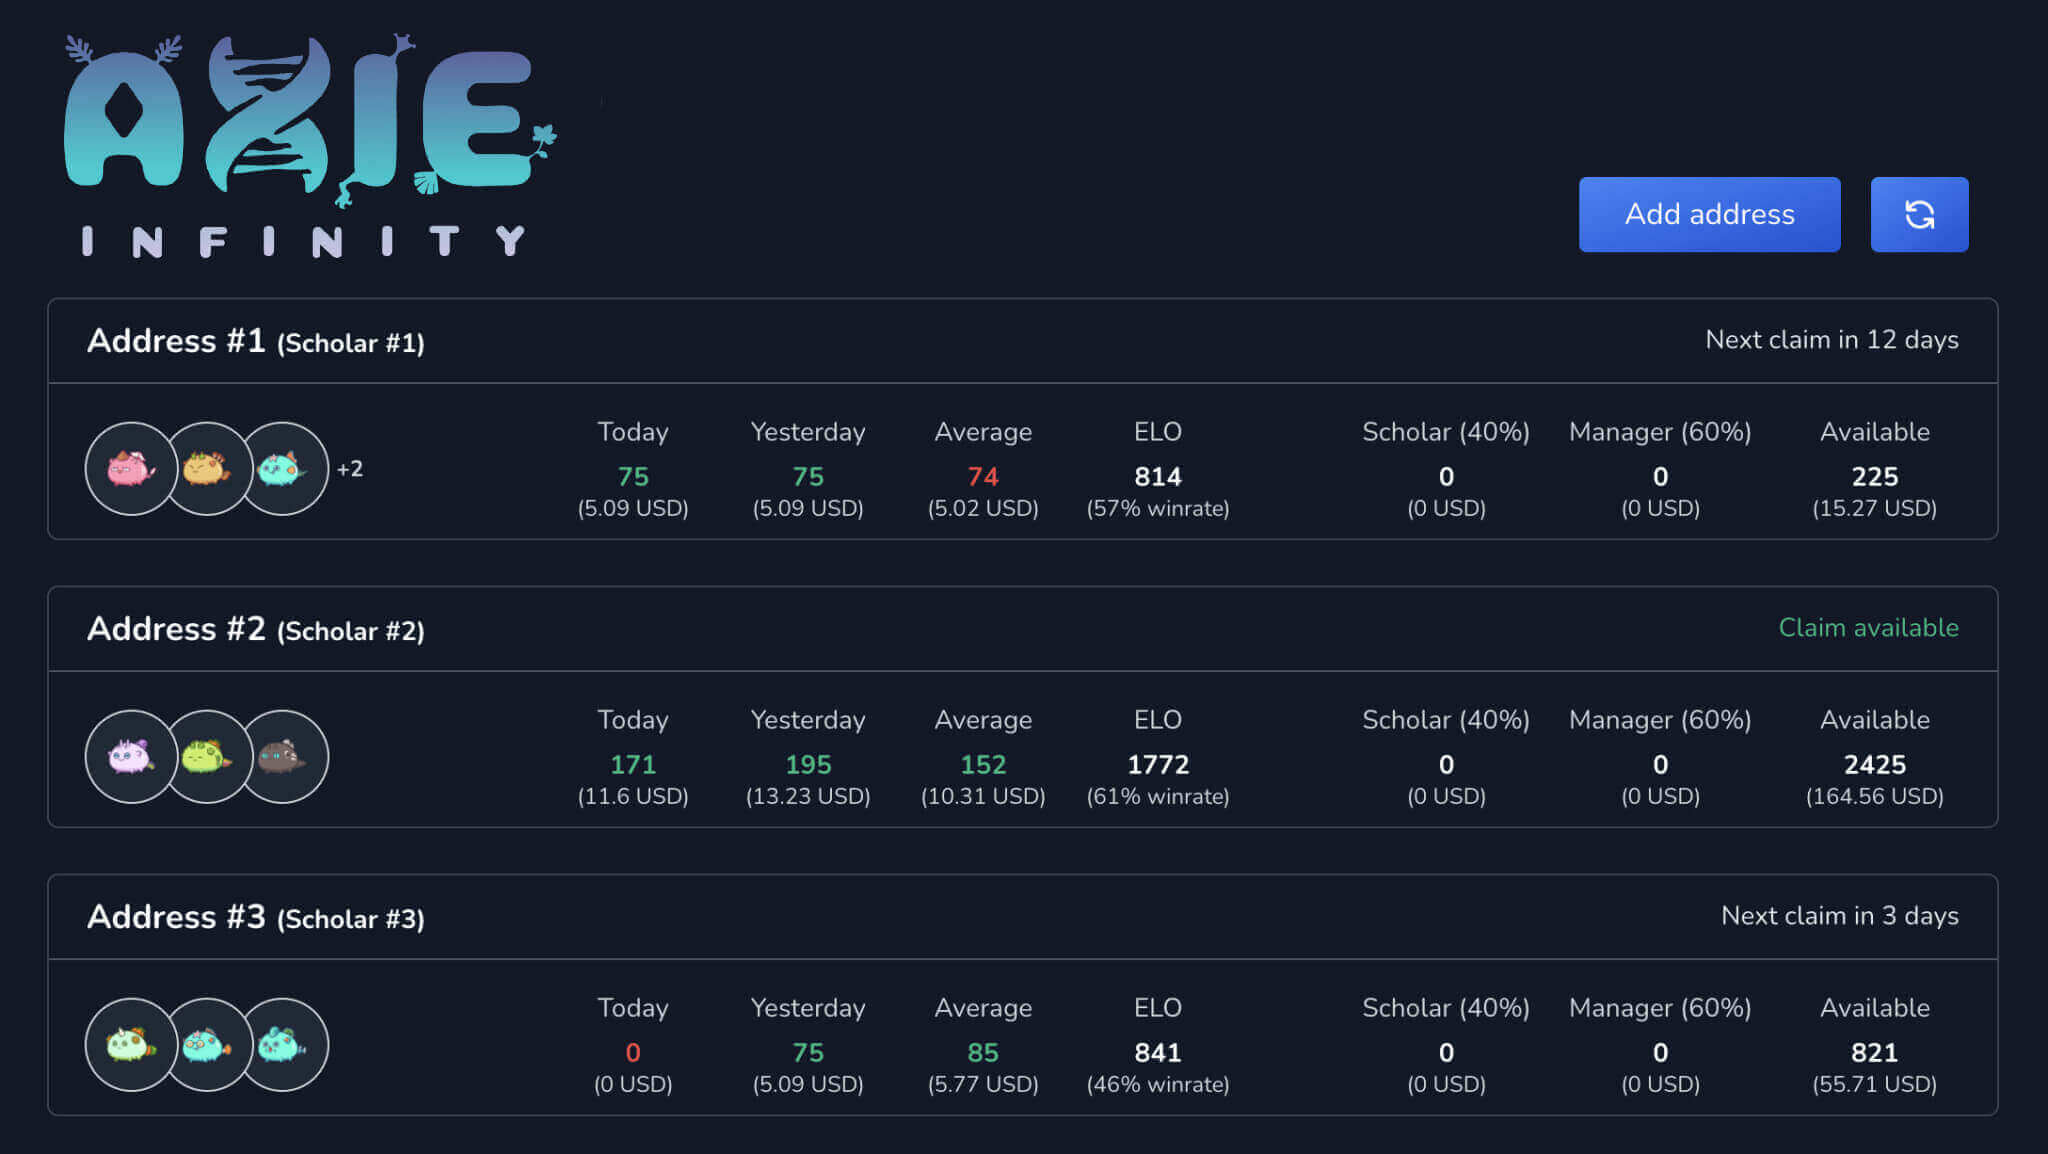 AXIE
INFINITY
Add address
Address #1 (Scholar #1)
Next claim in 12 days
+2
Today
Yesterday
Average
ELO
Scholar (40%)
Manager (60%)
Available
75
75
74
814
0
0
225
(5.09 USD)
(5.09 USD)
(5.02 USD)
(57% winrate)
(0 USD)
(0 USD)
(15.27 USD)
Address #2 (Scholar #2)
Claim available
Today
Yesterday
Average
ELO
Scholar (40%)
Manager (60%)
Available
171
195
152
1772
0
0
2425
(11.6 USD)
(13.23 USD)
(10.31 USD)
(61% winrate)
(0 USD)
(0 USD)
(164.56 USD)
Address #3 (Scholar #3)
Next claim in 3 days
Today
Yesterday
Average
ELO
Scholar (40%)
Manager (60%)
Available
0
75
85
841
0
0
821
(0 USD)
(5.09 USD)
(5.77 USD)
(46% winrate)
(0 USD)
(0 USD)
(55.71 USD)